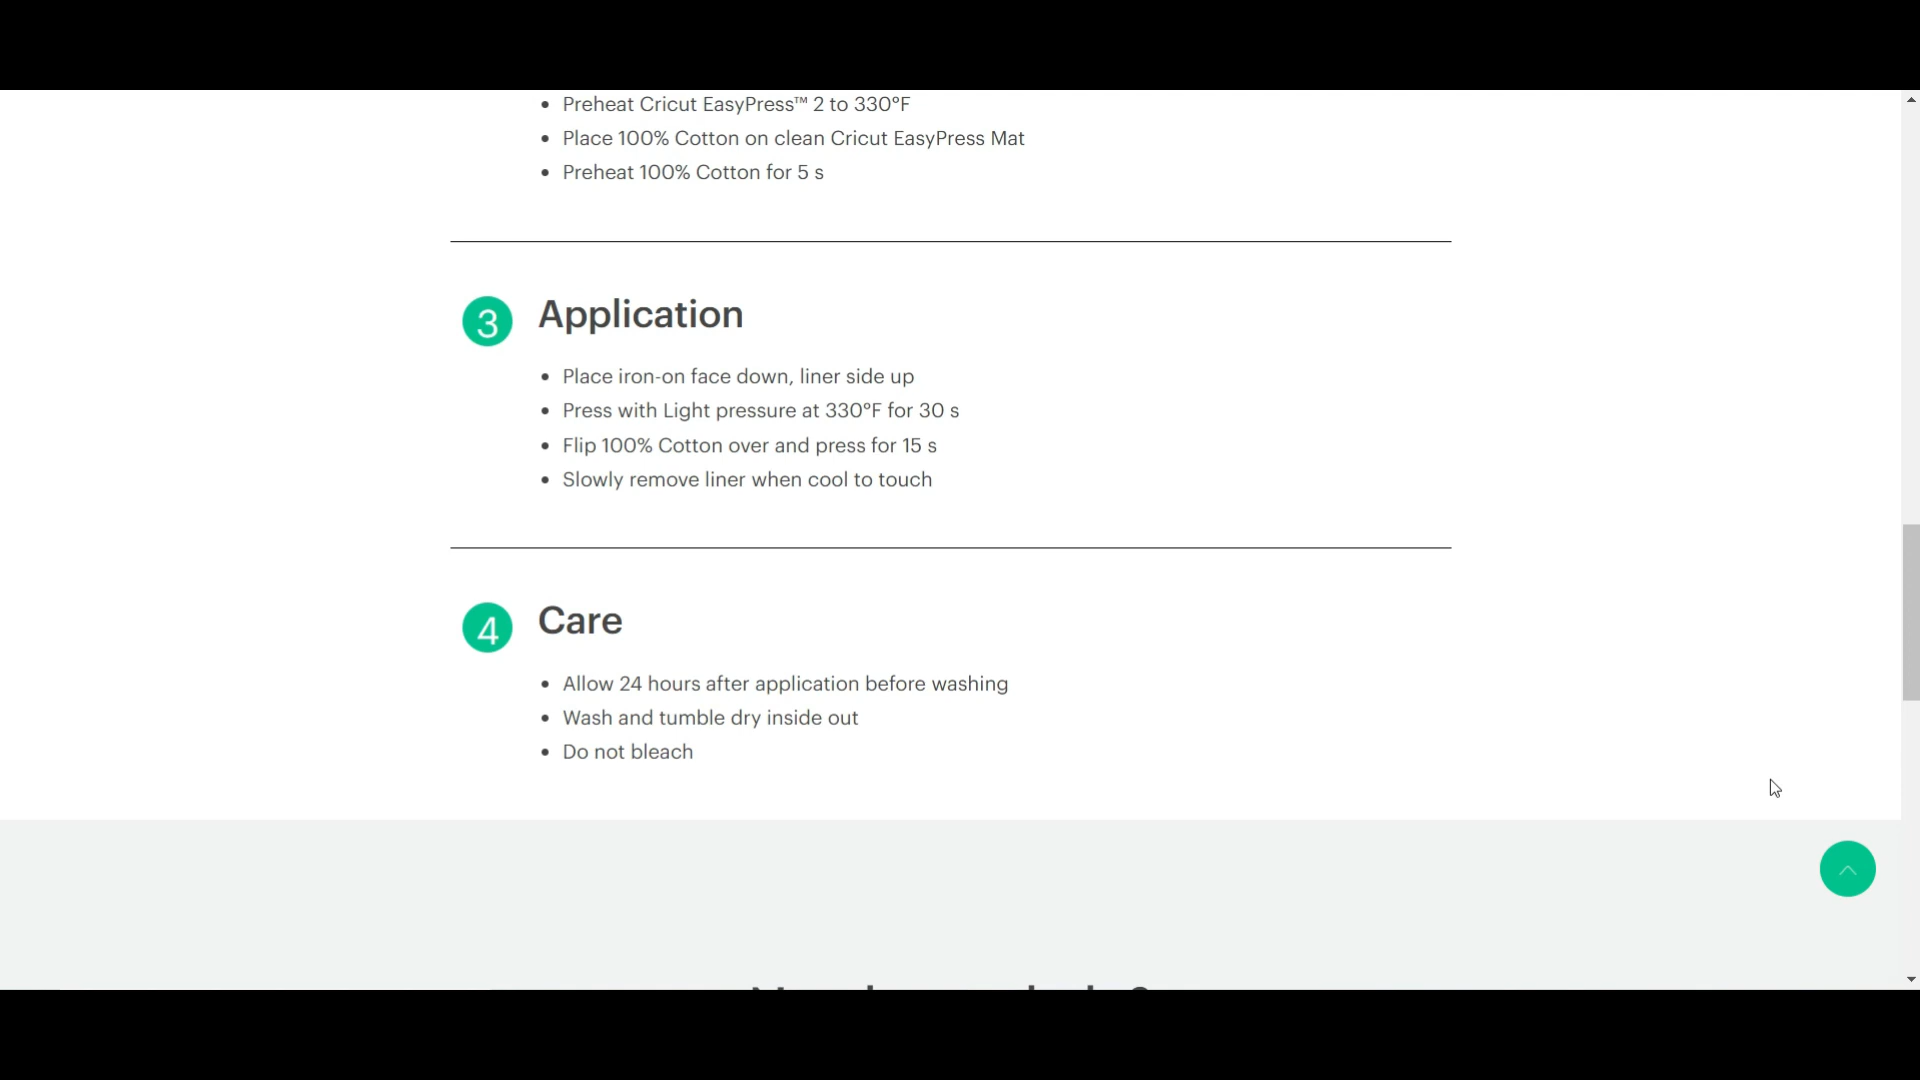 Preheat Cricut EasyPress™ 2 to 330°F
Place 100% Cotton on clean Cricut EasyPress Mat
Preheat 100% Cotton for 5 s
3 Application
Place iron-on face down, liner side up
Press with Light pressure at 330°F for 30 s
Flip 100% Cotton over and press for 15 s
Slowly remove liner when cool to touch
4 Care
Allow 24 hours after application before washing
Wash and tumble dry inside out
Do not bleach